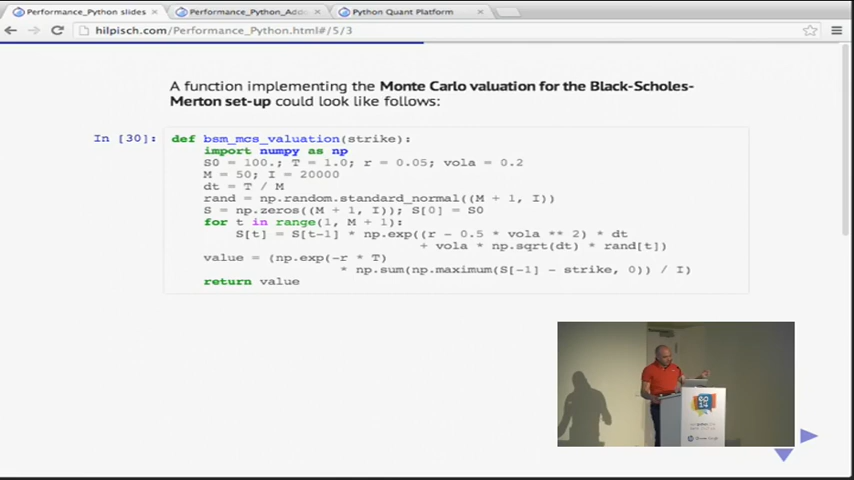 Performance_Python slides
Performance_Python_Add
Python Quant Platform
hilpisch.com/Performance_Python.html#/5/3
A function implementing the Monte Carlo valuation for the Black-Scholes-
Merton set-up could look like follows:
In [30]:
def bsm_mcs_valuation(strike):
import numpy as np
S0 = 100.; T = 1.0; r = 0.05; vola = 0.2
M = 50; I = 20000
dt = T / M
rand = np.random.standard_normal((M + 1, I))
S = np.zeros((M + 1, I)); S[0] = S0
for t in range(1, M + 1):
S[t] = S[t-1] * np.exp((r - 0.5 * vola ** 2) * dt
+ vola * np.sqrt(dt) * rand[t])
value = (np.exp(-r * T)
* np.sum(np.maximum(S[-1] - strike, 0)) / I)
return value
ep
14